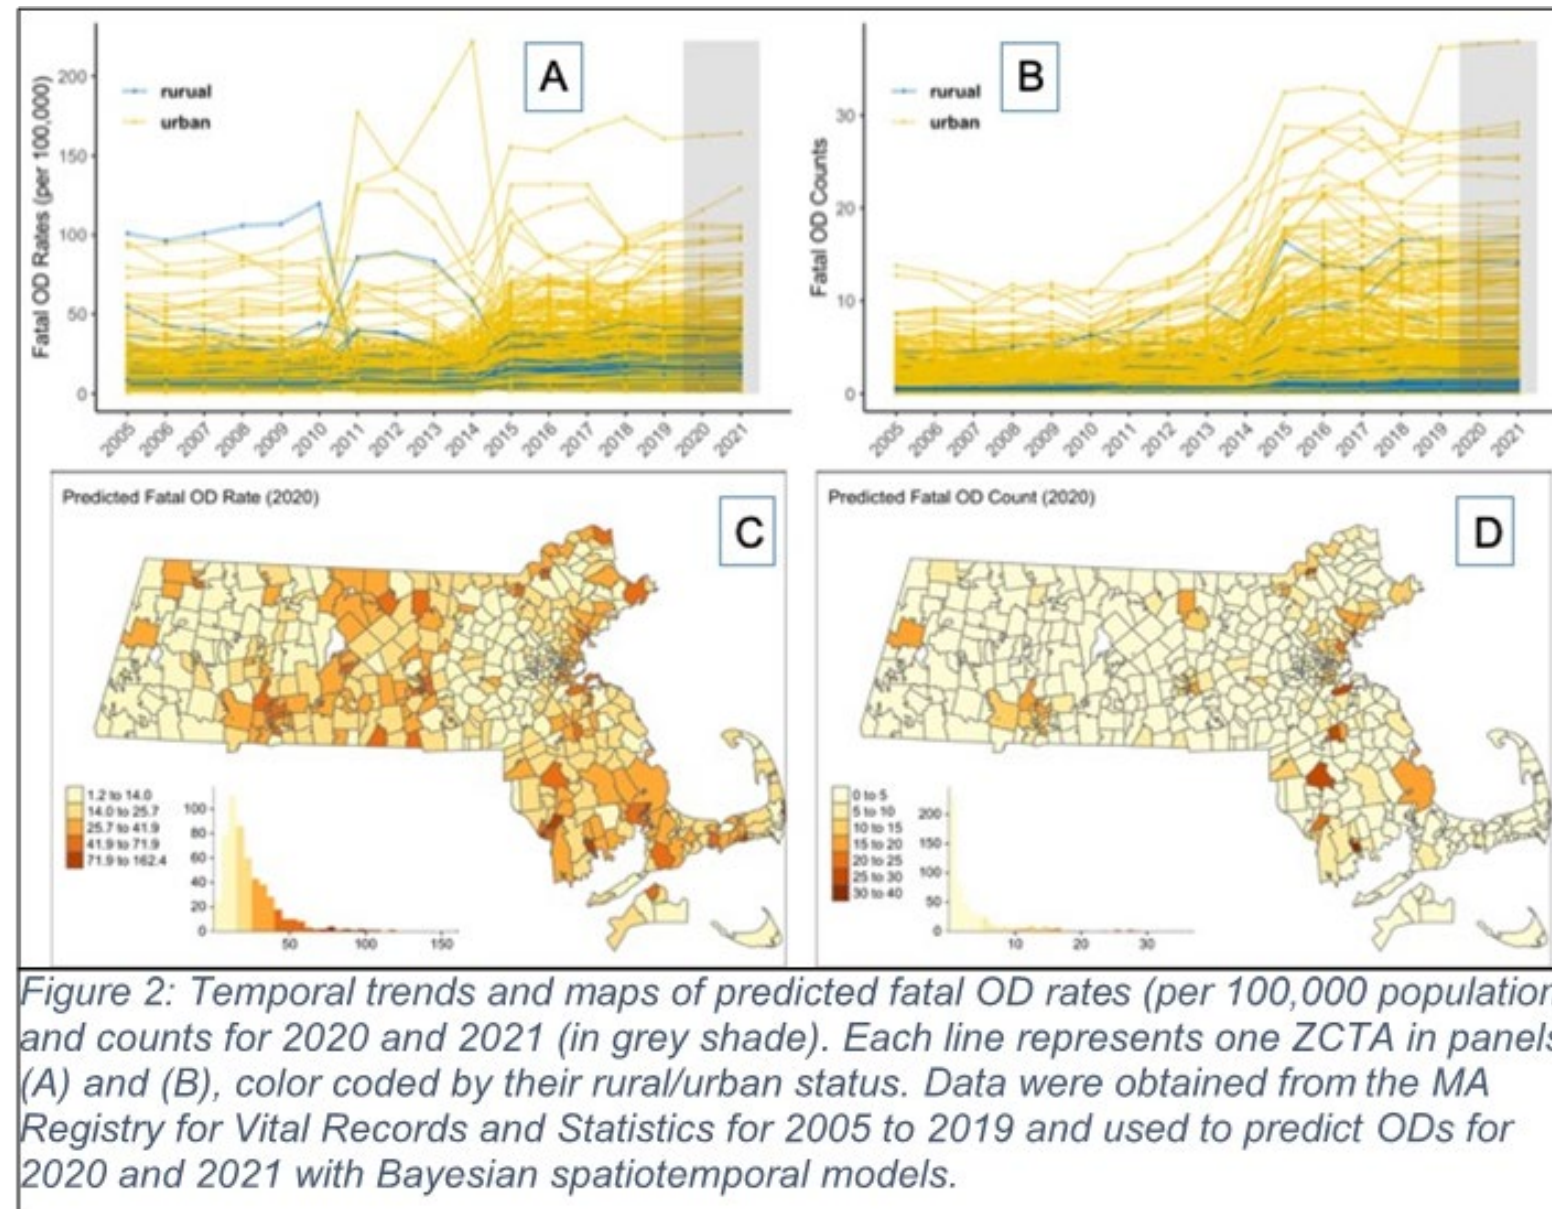 A
B
Fatal OD Rates (per 100,000)
200
150
100
50
0
rurual
urban
2005 2006 2007 2008 2009 2010 2011 2012 2013 2014 2015 2016 2017 2018 2019 2020 2021
Fatal OD Counts
30
20
10
0
rurual
urban
2005 2006 2007 2008 2009 2010 2011 2012 2013 2014 2015 2016 2017 2018 2019 2020 2021
Predicted Fatal OD Rate (2020)
C
1.2 to 14.0
14.0 to 25.7
25.7 to 41.9
41.9 to 71.9
71.9 to 162.4
100
80
60
40
20
0
50 100 150
Predicted Fatal OD Count (2020)
D
0 to 5
5 to 10
10 to 15
15 to 20
20 to 25
25 to 30
30 to 40
200
150
100
50
0
10 20 30
Figure 2: Temporal trends and maps of predicted fatal OD rates (per 100,000 population
and counts for 2020 and 2021 (in grey shade). Each line represents one ZCTA in panels
(A) and (B), color coded by their rural/urban status. Data were obtained from the MA
Registry for Vital Records and Statistics for 2005 to 2019 and used to predict ODs for
2020 and 2021 with Bayesian spatiotemporal models.